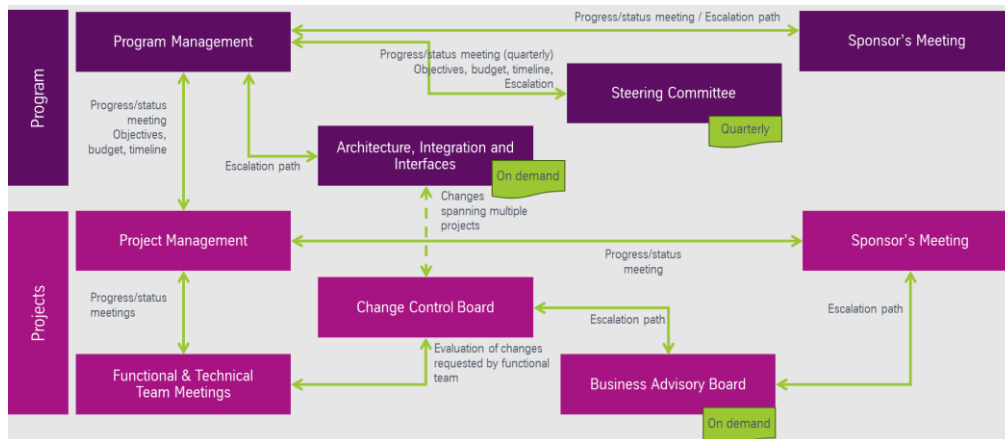 Program
Program Management
Progress/status meeting / Escalation path
Sponsor's Meeting
Progress/status meeting (quarterly)
Objectives, budget, timeline,
Escalation
Steering Committee
Quarterly
Progress/status
meeting
Objectives,
budget, timeline
Escalation path
Architecture, Integration and
Interfaces
On demand
Changes
spanning multiple
projects
Projects
Project Management
Progress/status
meeting
Sponsor's Meeting
Progress/status
meetings
Change Control Board
Escalation path
Escalation path
Evaluation of changes
requested by functional
team
Functional & Technical
Team Meetings
Business Advisory Board
On demand